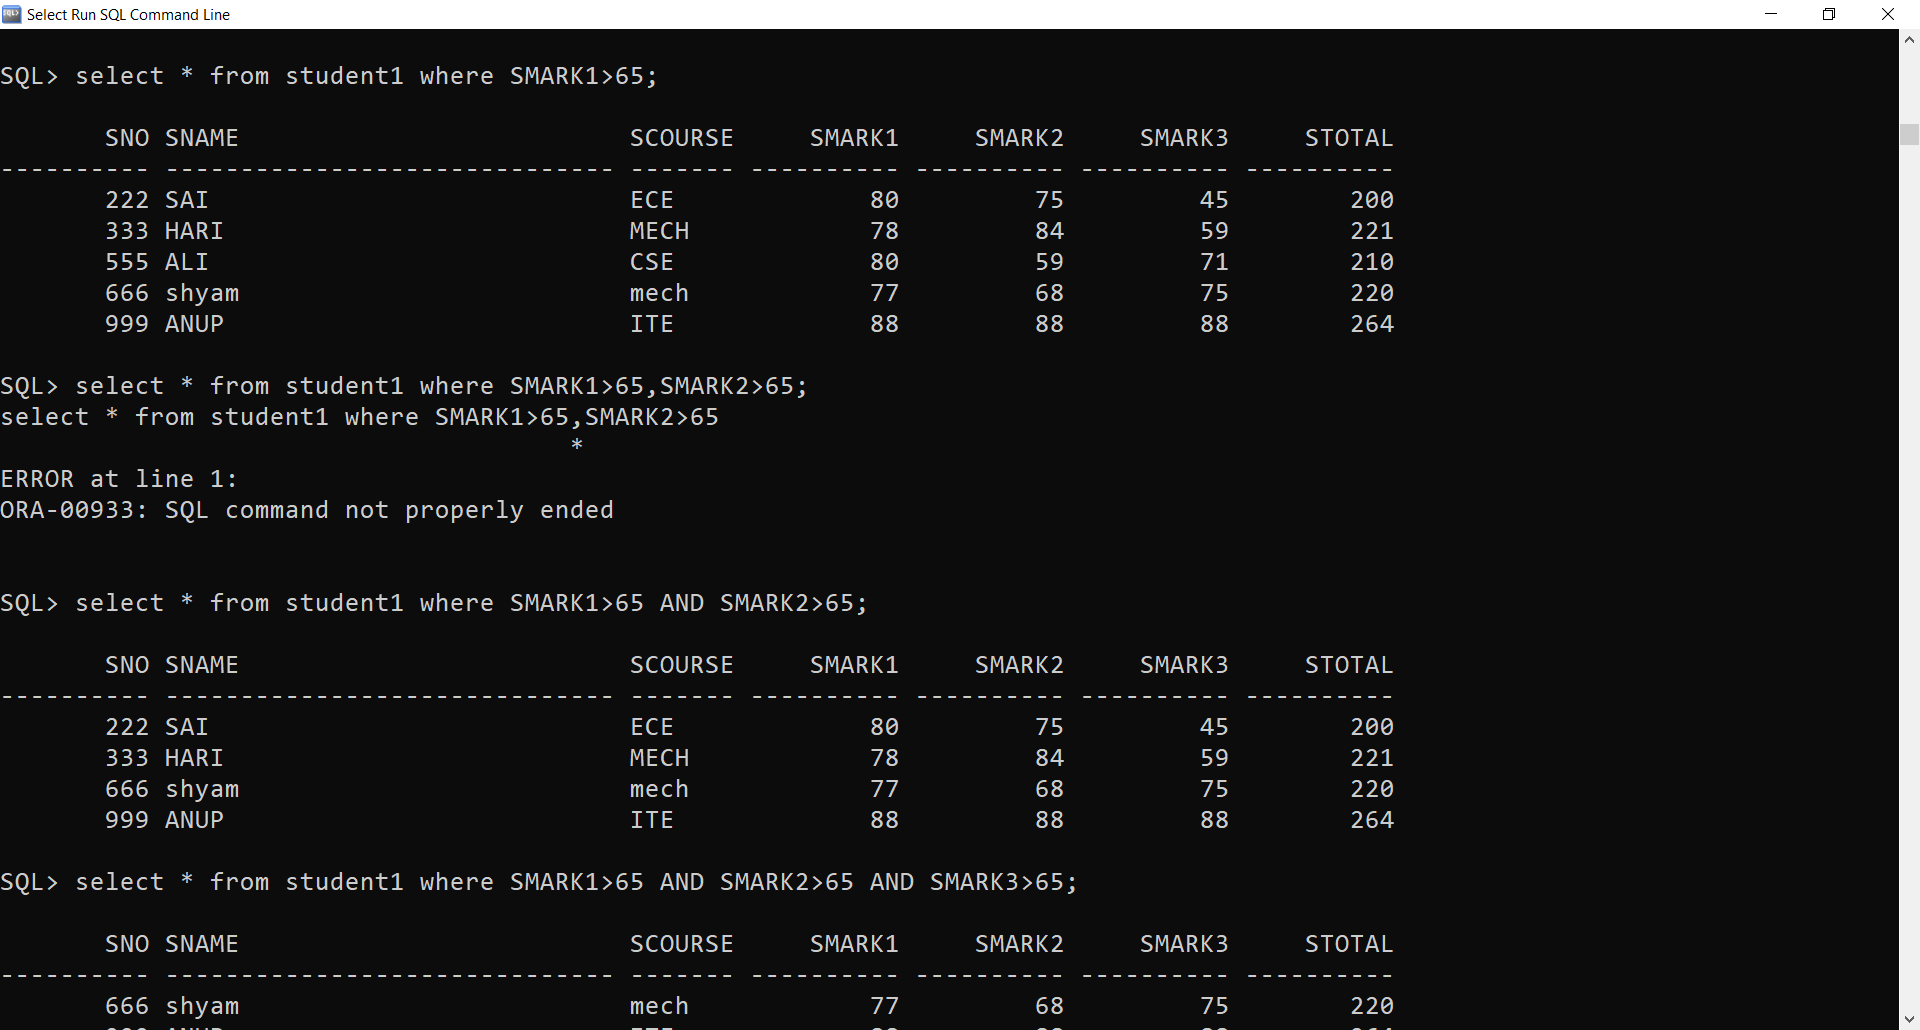 Select Run SQL Command Line
SQL> select * from student1 where SMARK1>65;
       SNO SNAME                          SCOURSE     SMARK1     SMARK2     SMARK3     STOTAL
---------- ------------------------------ ------- ---------- ---------- ---------- ----------
       222 SAI                            ECE             80         75         45        200
       333 HARI                           MECH            78         84         59        221
       555 ALI                            CSE             80         59         71        210
       666 shyam                          mech            77         68         75        220
       999 ANUP                           ITE             88         88         88        264
SQL> select * from student1 where SMARK1>65,SMARK2>65;
select * from student1 where SMARK1>65,SMARK2>65
                                      *
ERROR at line 1:
ORA-00933: SQL command not properly ended
SQL> select * from student1 where SMARK1>65 AND SMARK2>65;
       SNO SNAME                          SCOURSE     SMARK1     SMARK2     SMARK3     STOTAL
---------- ------------------------------ ------- ---------- ---------- ---------- ----------
       222 SAI                            ECE             80         75         45        200
       333 HARI                           MECH            78         84         59        221
       666 shyam                          mech            77         68         75        220
       999 ANUP                           ITE             88         88         88        264
SQL> select * from student1 where SMARK1>65 AND SMARK2>65 AND SMARK3>65;
       SNO SNAME                          SCOURSE     SMARK1     SMARK2     SMARK3     STOTAL
---------- ------------------------------ ------- ---------- ---------- ---------- ----------
       666 shyam                          mech            77         68         75        220